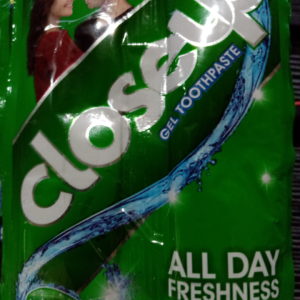 closeup
GEL TOOTHPASTE
ALL DAY
FRESHNESS